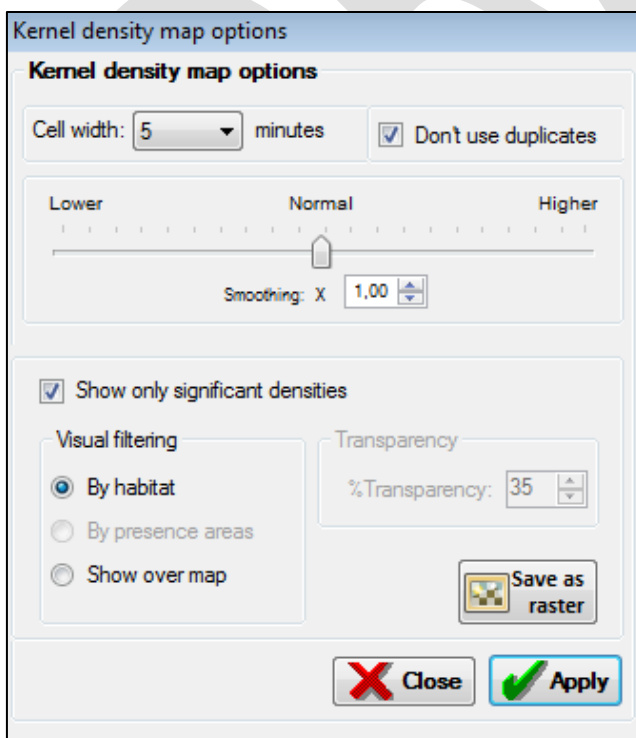 Kernel density map options
Kernel density map options
Cell width: 5 minutes Don't use duplicates
Lower Normal Higher
Smoothing: X 1,00
Show only significant densities
Visual filtering Transparency
By habitat %Transparency: 35
By presence areas
Show over map
Save as
raster
Close Apply